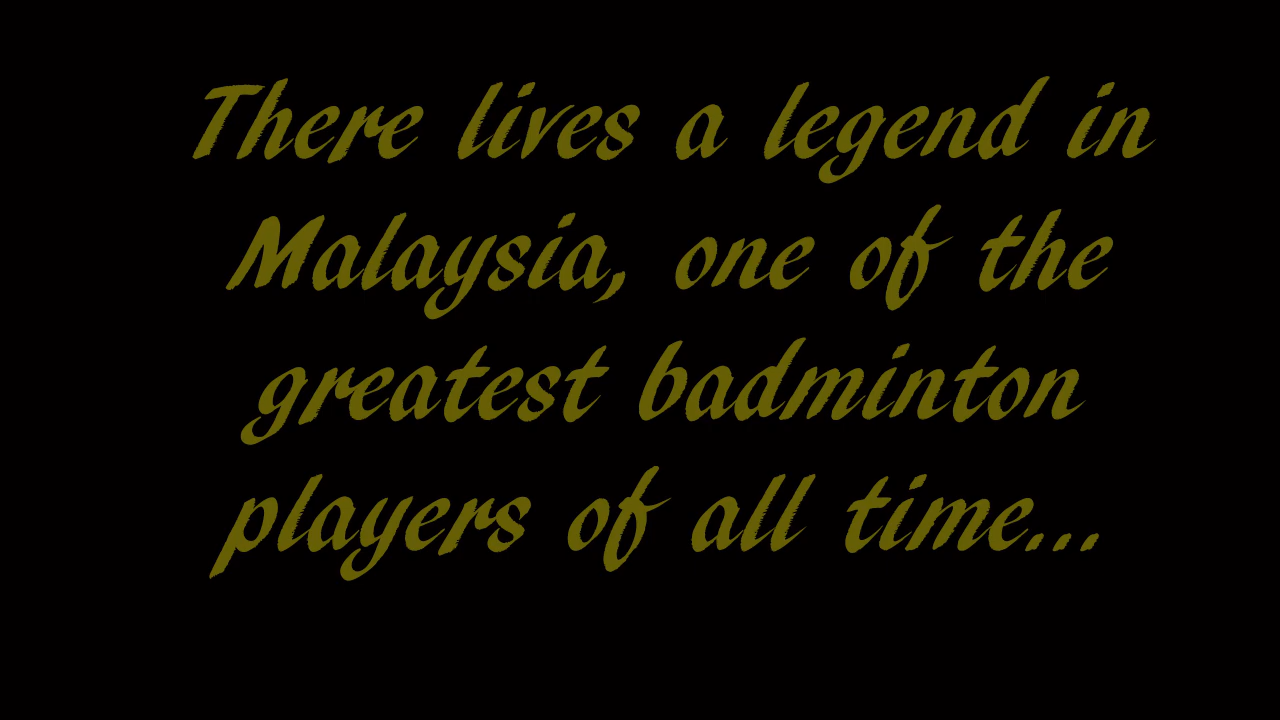 There lives a legend in
Malaysia, one of the
greatest badminton
players of all time...